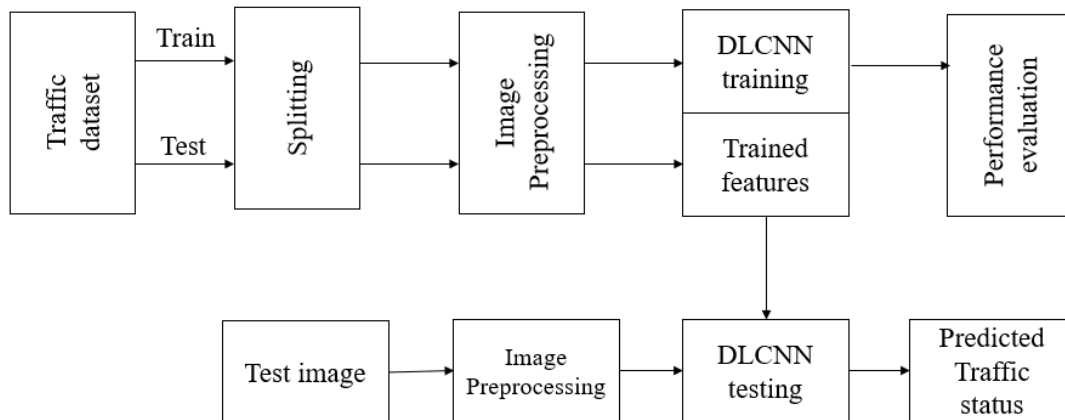 Traffic
dataset
Train
Test
Splitting
Image
Preprocessing
DLCNN
training
Trained
features
Performance
evaluation
Test image
Image
Preprocessing
DLCNN
testing
Predicted
Traffic
status